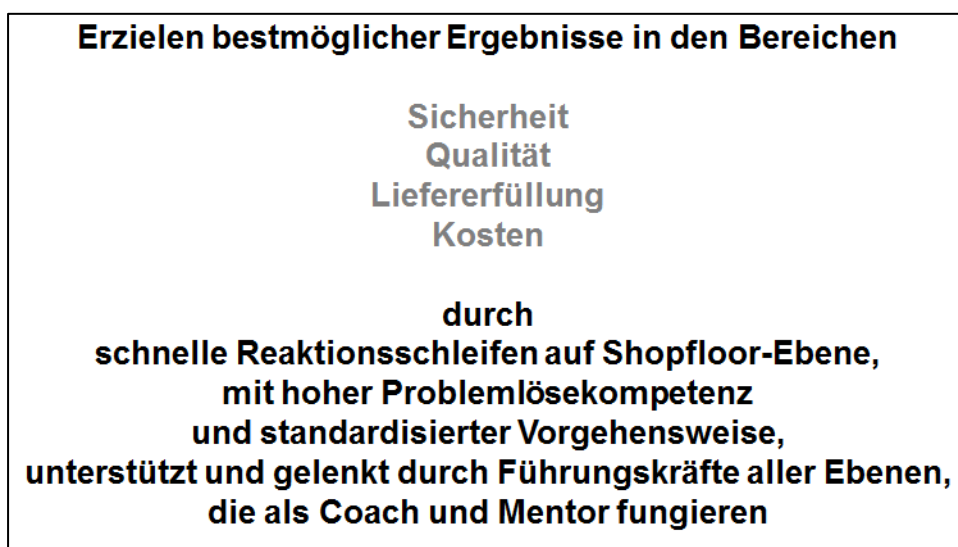 Erzielen bestmöglicher Ergebnisse in den Bereichen
Sicherheit
Qualität
Liefererfüllung
Kosten
durch
schnelle Reaktionsschleifen auf Shopfloor-Ebene,
mit hoher Problemlösekompetenz
und standardisierter Vorgehensweise,
unterstützt und gelenkt durch Führungskräfte aller Ebenen,
die als Coach und Mentor fungieren